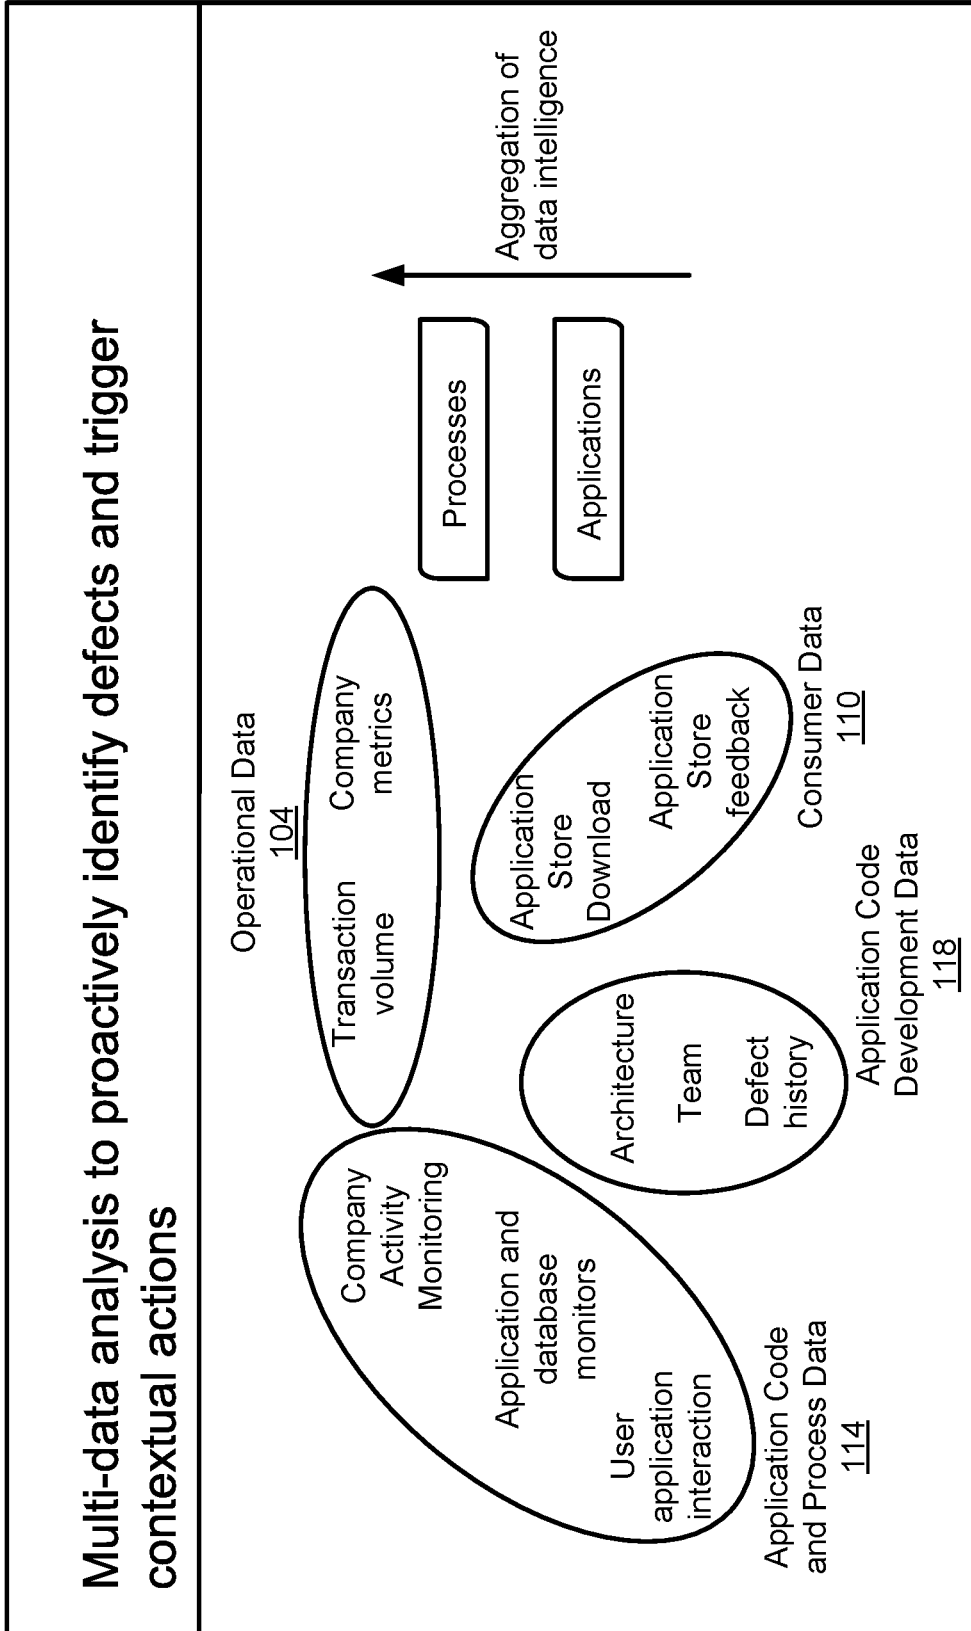 Multi-data analysis to proactively identify defects and trigger
contextual actions
Operational Data
104
Transaction
volume
Company
metrics
Company
Activity
Monitoring
Application and
database
monitors
User
application
interaction
Application Code
and Process Data
114
Architecture
Team
Defect
history
Application Code
Development Data
118
Application
Store
Download
Application
Store
feedback
Consumer Data
110
Processes
Applications
Aggregation of
data intelligence